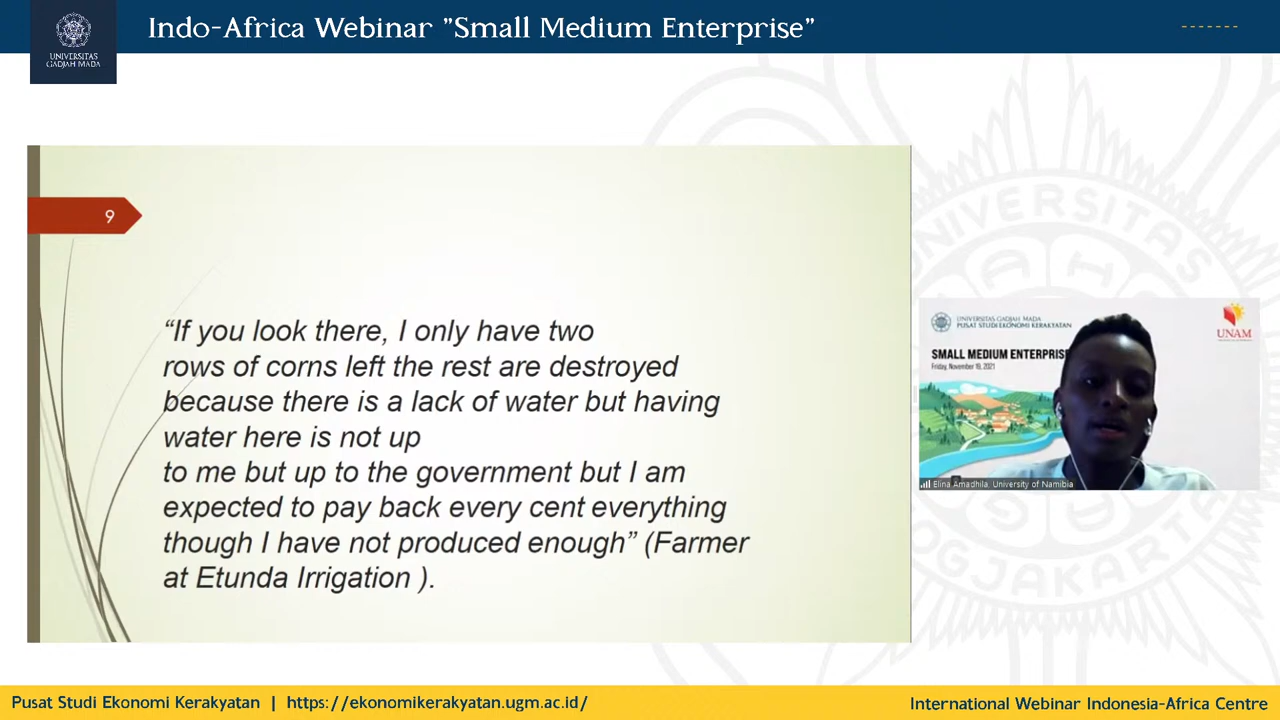 Indo-Africa Webinar "Small Medium Enterprise"
UNIVERSITAS
GADJAH MADA
9
“If you look there, I only have two
rows of corns left the rest are destroyed
because there is a lack of water but having
water here is not up
to me but up to the government but I am
expected to pay back every cent everything
though I have not produced enough” (Farmer
at Etunda Irrigation ).
UNIVERSITAS GADJAH MADA
PUSAT STUDI EKONOMI KERAKYATAN
UNAM
SMALL MEDIUM ENTERPRIS
Friday, November 19, 2021
Elina Amadhila, University of Namibia
Pusat Studi Ekonomi Kerakyatan | https://ekonomikerakyatan.ugm.ac.id/
International Webinar Indonesia-Africa Centre